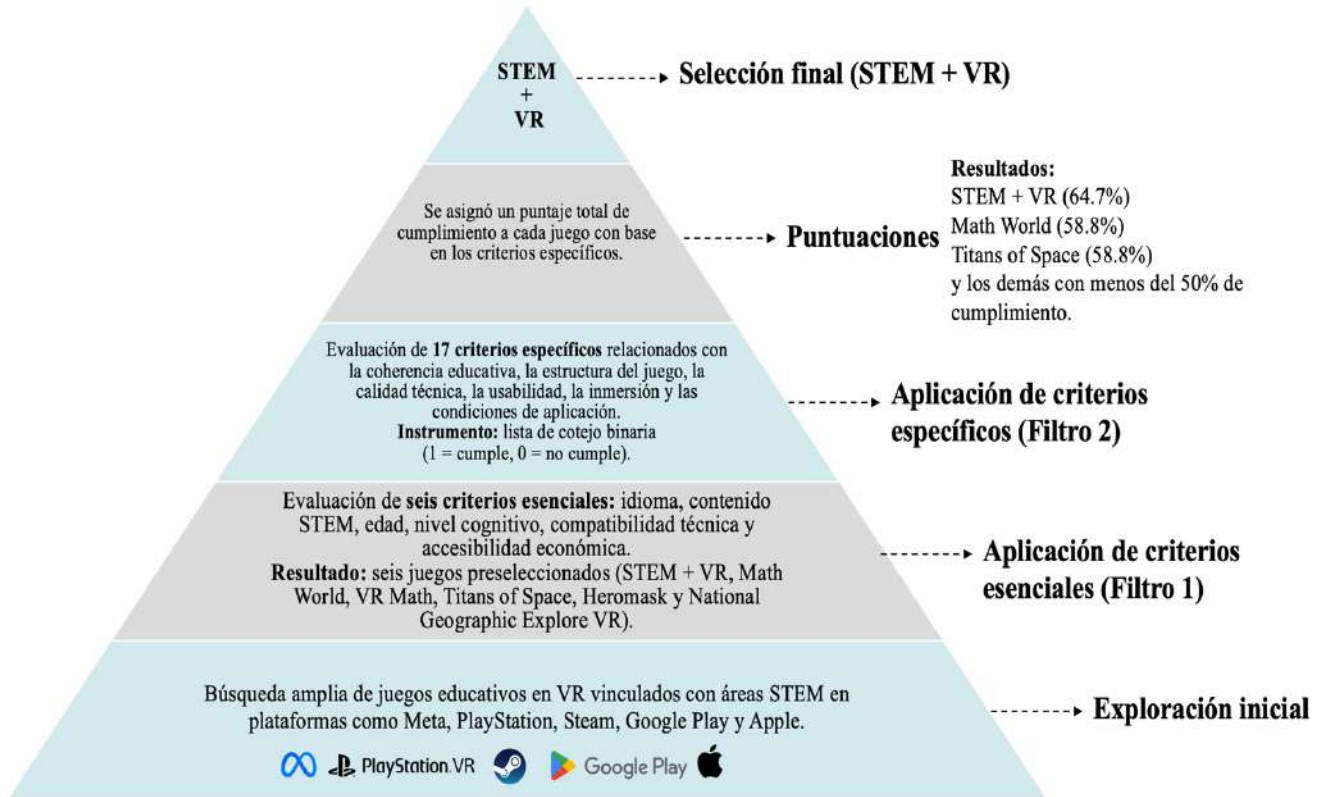 STEM
+
VR
Selección final (STEM + VR)
Se asignó un puntaje total de
cumplimiento a cada juego con base
en los criterios específicos.
Puntuaciones
Resultados:
STEM + VR (64.7%)
Math World (58.8%)
Titans of Space (58.8%)
y los demás con menos del 50% de
cumplimiento.
Evaluación de 17 criterios específicos relacionados con
la coherencia educativa, la estructura del juego, la
calidad técnica, la usabilidad, la inmersión y las
condiciones de aplicación.
Instrumento: lista de cotejo binaria
(1 = cumple, 0 = no cumple).
Aplicación de criterios
específicos (Filtro 2)
Evaluación de seis criterios esenciales: idioma, contenido
STEM, edad, nivel cognitivo, compatibilidad técnica y
accesibilidad económica.
Resultado: seis juegos preseleccionados (STEM + VR, Math
World, VR Math, Titans of Space, Heromask y National
Geographic Explore VR).
Aplicación de criterios
esenciales (Filtro 1)
Búsqueda amplia de juegos educativos en VR vinculados con áreas STEM en
plataformas como Meta, PlayStation, Steam, Google Play y Apple.
Exploración inicial
PlayStation.VR Google Play